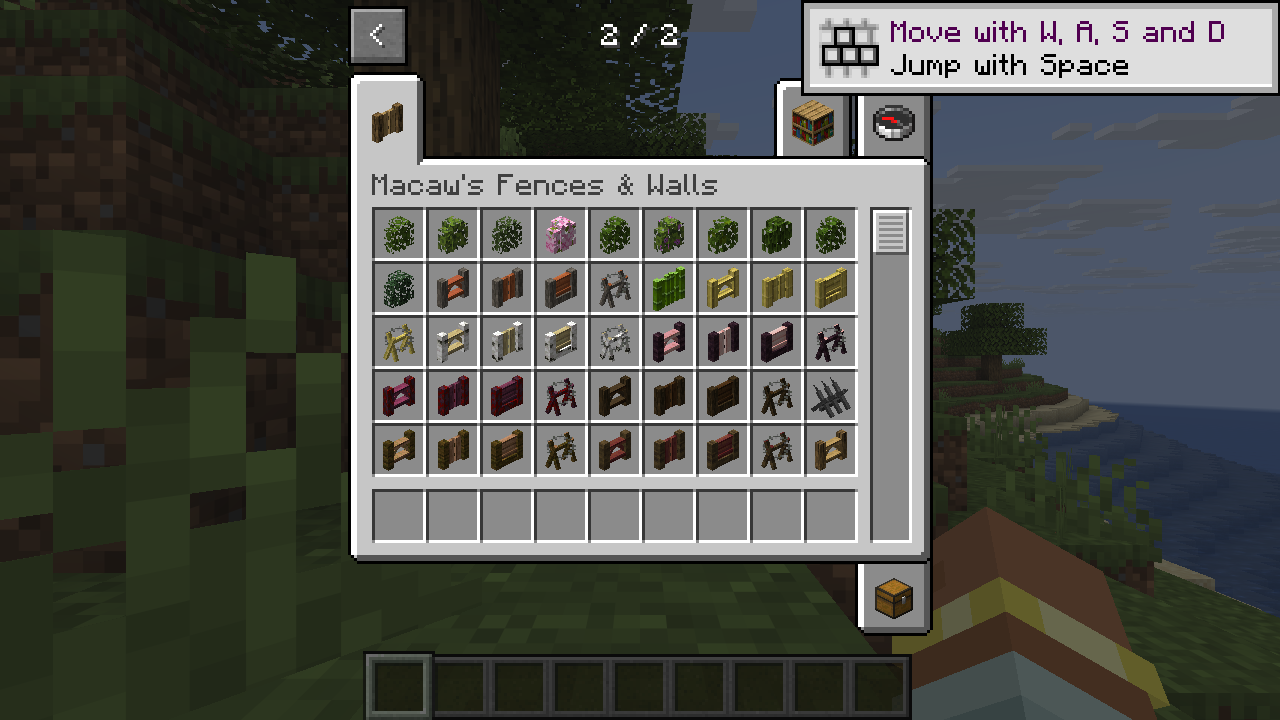 <
2 / 2
Move with W, A, S and D
Jump with Space
Macaw's Fences & Walls